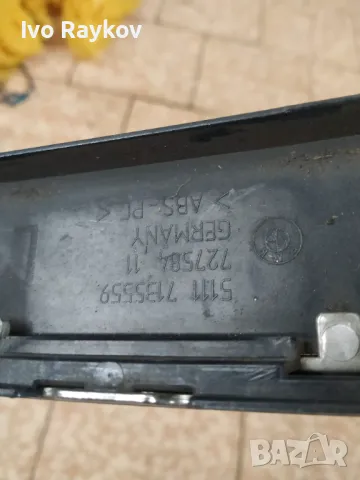 Ivo Raykov
> ABS-PC <
GERMANY
727584 11
5111 7135559
BAZAR